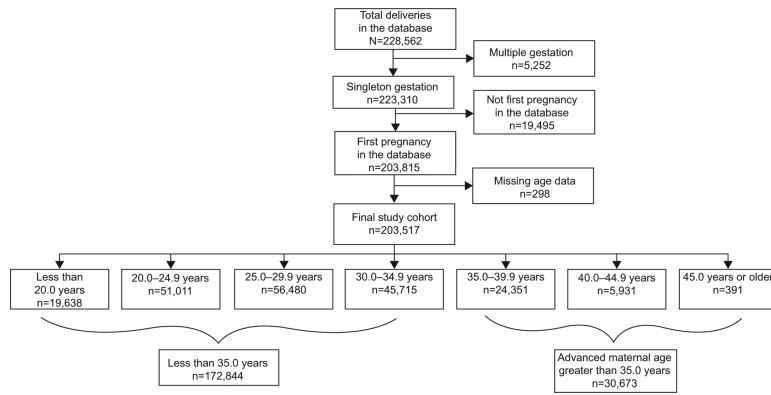 Total deliveries
in the database
N=228,562
Multiple gestation
n=5,252
Singleton gestation
n=223,310
Not first pregnancy
in the database
n=19,495
First pregnancy
in the database
n=203,815
Missing age data
n=298
Final study cohort
n=203,517
Less than
20.0 years
n=19,638
20.0–24.9 years
n=51,011
25.0–29.9 years
n=56,480
30.0–34.9 years
n=45,715
35.0–39.9 years
n=24,351
40.0–44.9 years
n=5,931
45.0 years or older
n=391
Less than 35.0 years
n=172,844
Advanced maternal age
greater than 35.0 years
n=30,673